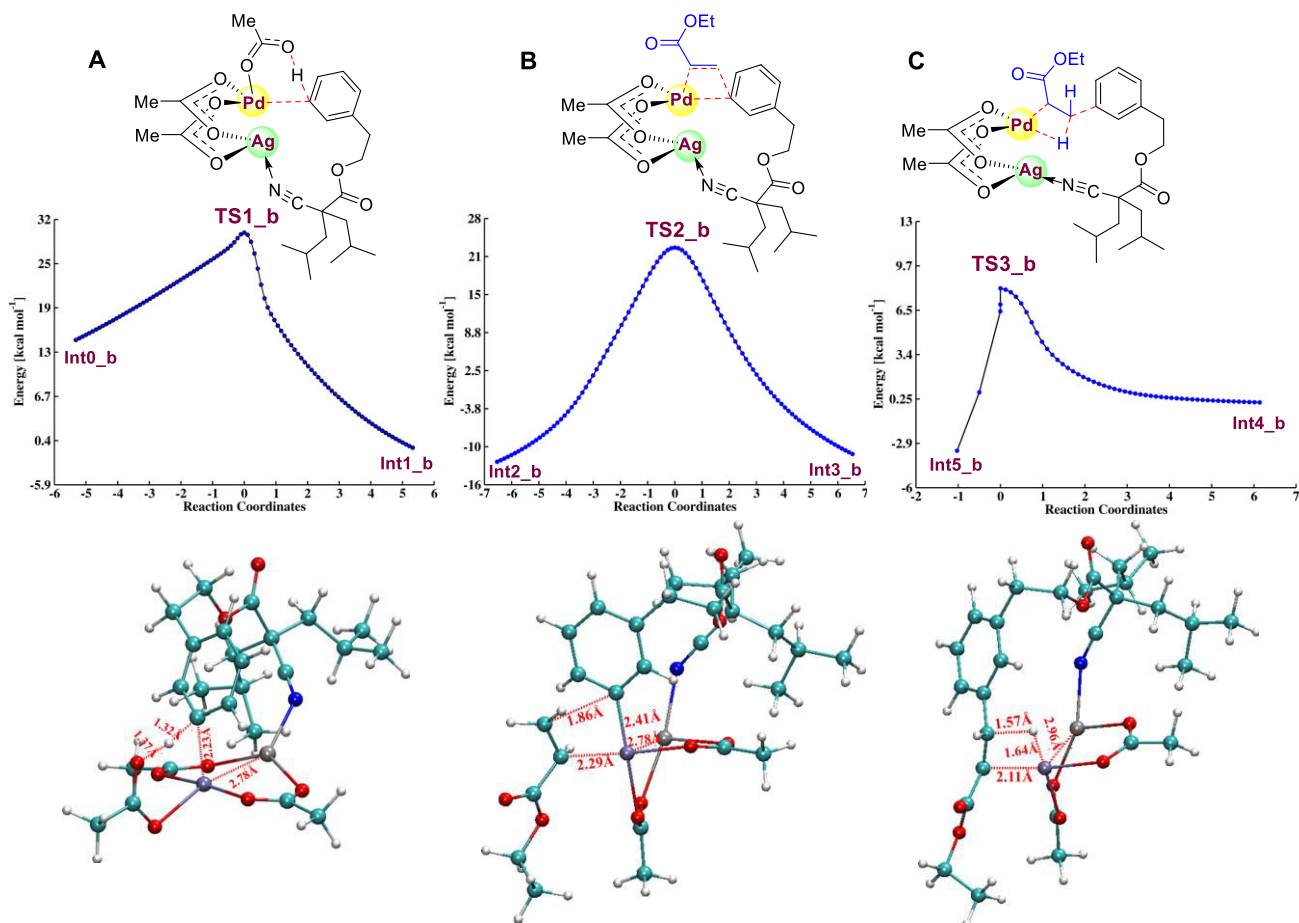 A
Me
O
O
H
O
Pd
Me
O
Me
O
Ag
O
O
N
C
O
TS1_b
32
25
19
13
6.7
0.4
-5.9
Energy [kcal mol-1]
Int0_b
Int1_b
-6 -5 -4 -3 -2 -1 0 1 2 3 4 5 6
Reaction Coordinates
B
OEt
O
O
Pd
Me
O
Me
O
Ag
O
O
N
C
O
TS2_b
28
21
15
8.8
2.5
-3.8
-10
-16
Energy [kcal mol-1]
Int2_b
Int3_b
-7 -6 -5 -4 -3 -2 -1 0 1 2 3 4 5 6 7
Reaction Coordinates
C
OEt
O
H
H
O
Pd
Me
O
Me
O
Ag
O
O
N
C
O
TS3_b
13
9.7
6.5
3.4
0.25
-2.9
-6
Energy [kcal mol-1]
Int5_b
Int4_b
-2 -1 0 1 2 3 4 5 6 7
Reaction Coordinates
1.32Å
2.23Å
2.78Å
1.86Å
2.41Å
2.78Å
2.29Å
1.57Å
2.96Å
1.64Å
2.11Å